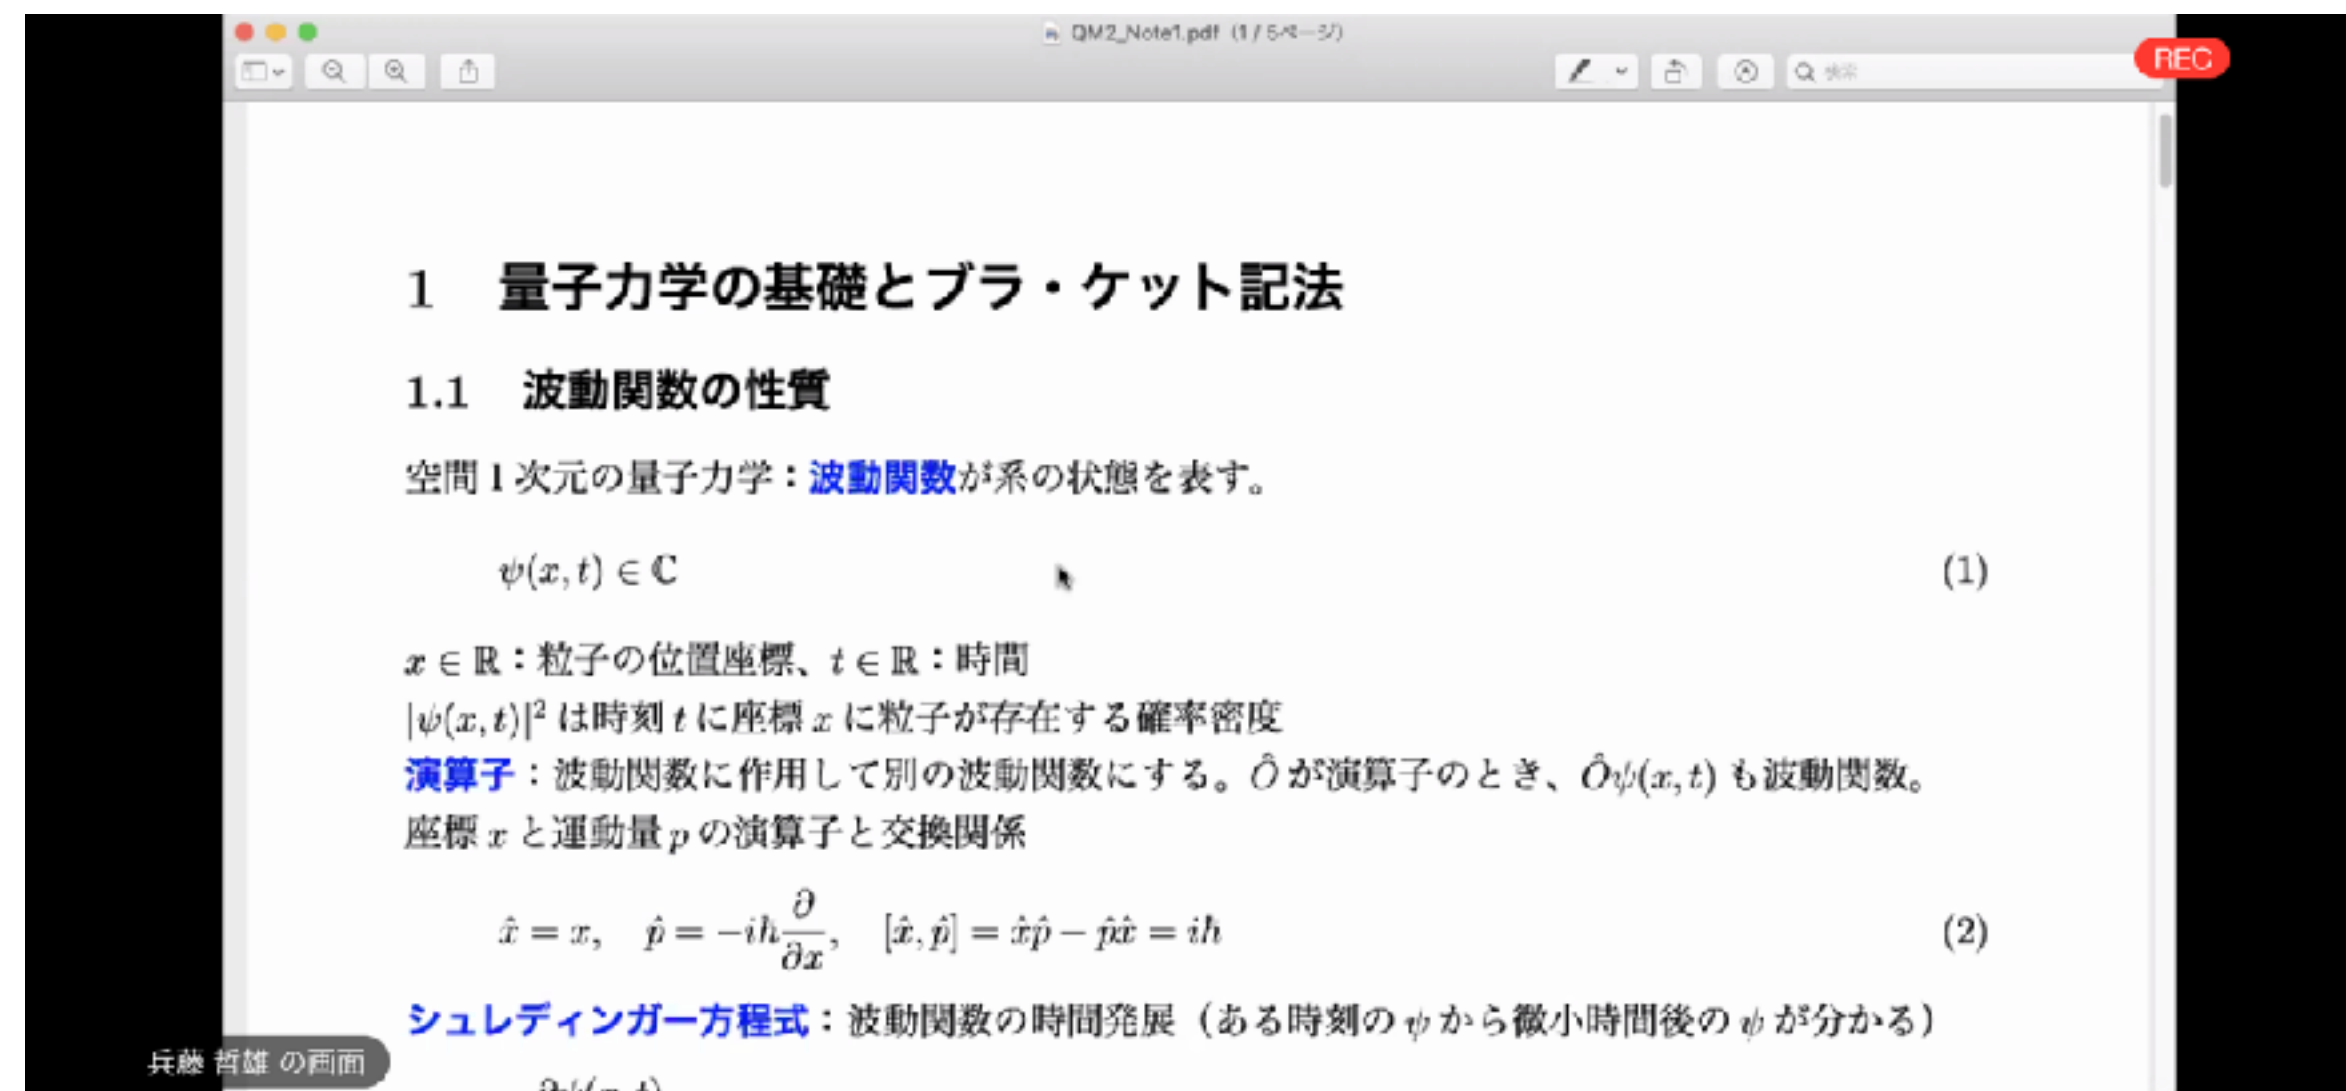 QM2_Note1.pdf (1/5ページ)
検索
REC
1 量子力学の基礎とブラ・ケット記法
1.1 波動関数の性質
空間1次元の量子力学：波動関数が系の状態を表す。
ψ(x, t) ∈ ℂ (1)
x ∈ ℝ：粒子の位置座標、t ∈ ℝ：時間
|ψ(x, t)|² は時刻 t に座標 x に粒子が存在する確率密度
演算子：波動関数に作用して別の波動関数にする。Ô が演算子のとき、Ôψ(x, t) も波動関数。
座標 x と運動量 p の演算子と交換関係
x̂ = x, p̂ = −iħ ∂/∂x, [x̂, p̂] = x̂p̂ − p̂x̂ = iħ (2)
シュレディンガー方程式：波動関数の時間発展（ある時刻の ψ から微小時間後の ψ が分かる）
兵藤 哲雄 の画面
∂ψ(x, t)